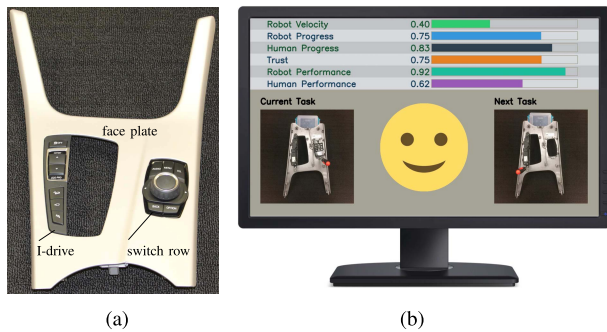 face plate
I-drive
switch row
(a)
Robot Velocity 0.40
Robot Progress 0.75
Human Progress 0.83
Trust 0.75
Robot Performance 0.92
Human Performance 0.62
Current Task
Next Task
(b)